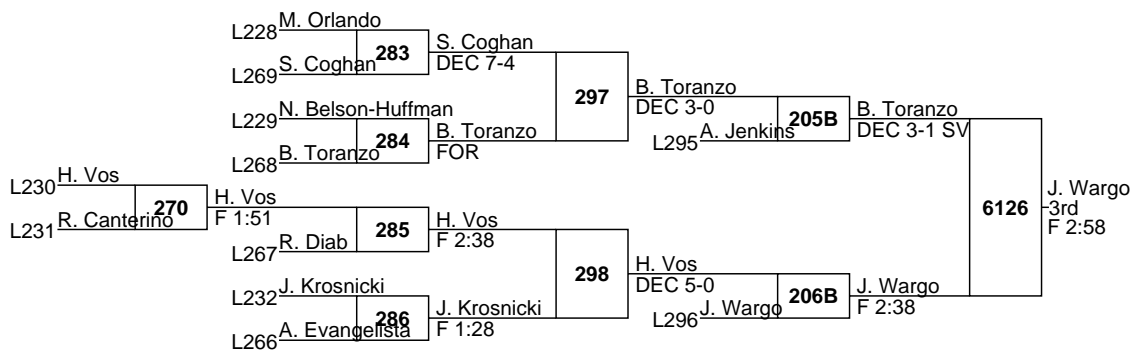 L228 M. Orlando
283
S. Coghan
DEC 7-4
L269 S. Coghan
297
B. Toranzo
DEC 3-0
L229 N. Belson-Huffman
284
B. Toranzo
FOR
L268 B. Toranzo
L295 A. Jenkins
205B
B. Toranzo
DEC 3-1 SV
L230 H. Vos
270
H. Vos
F 1:51
L231 R. Canterino
285
H. Vos
F 2:38
L267 R. Diab
298
H. Vos
DEC 5-0
L232 J. Krosnicki
286
J. Krosnicki
F 1:28
L266 A. Evangelista
L296 J. Wargo
206B
J. Wargo
F 2:38
6126
J. Wargo
3rd
F 2:58